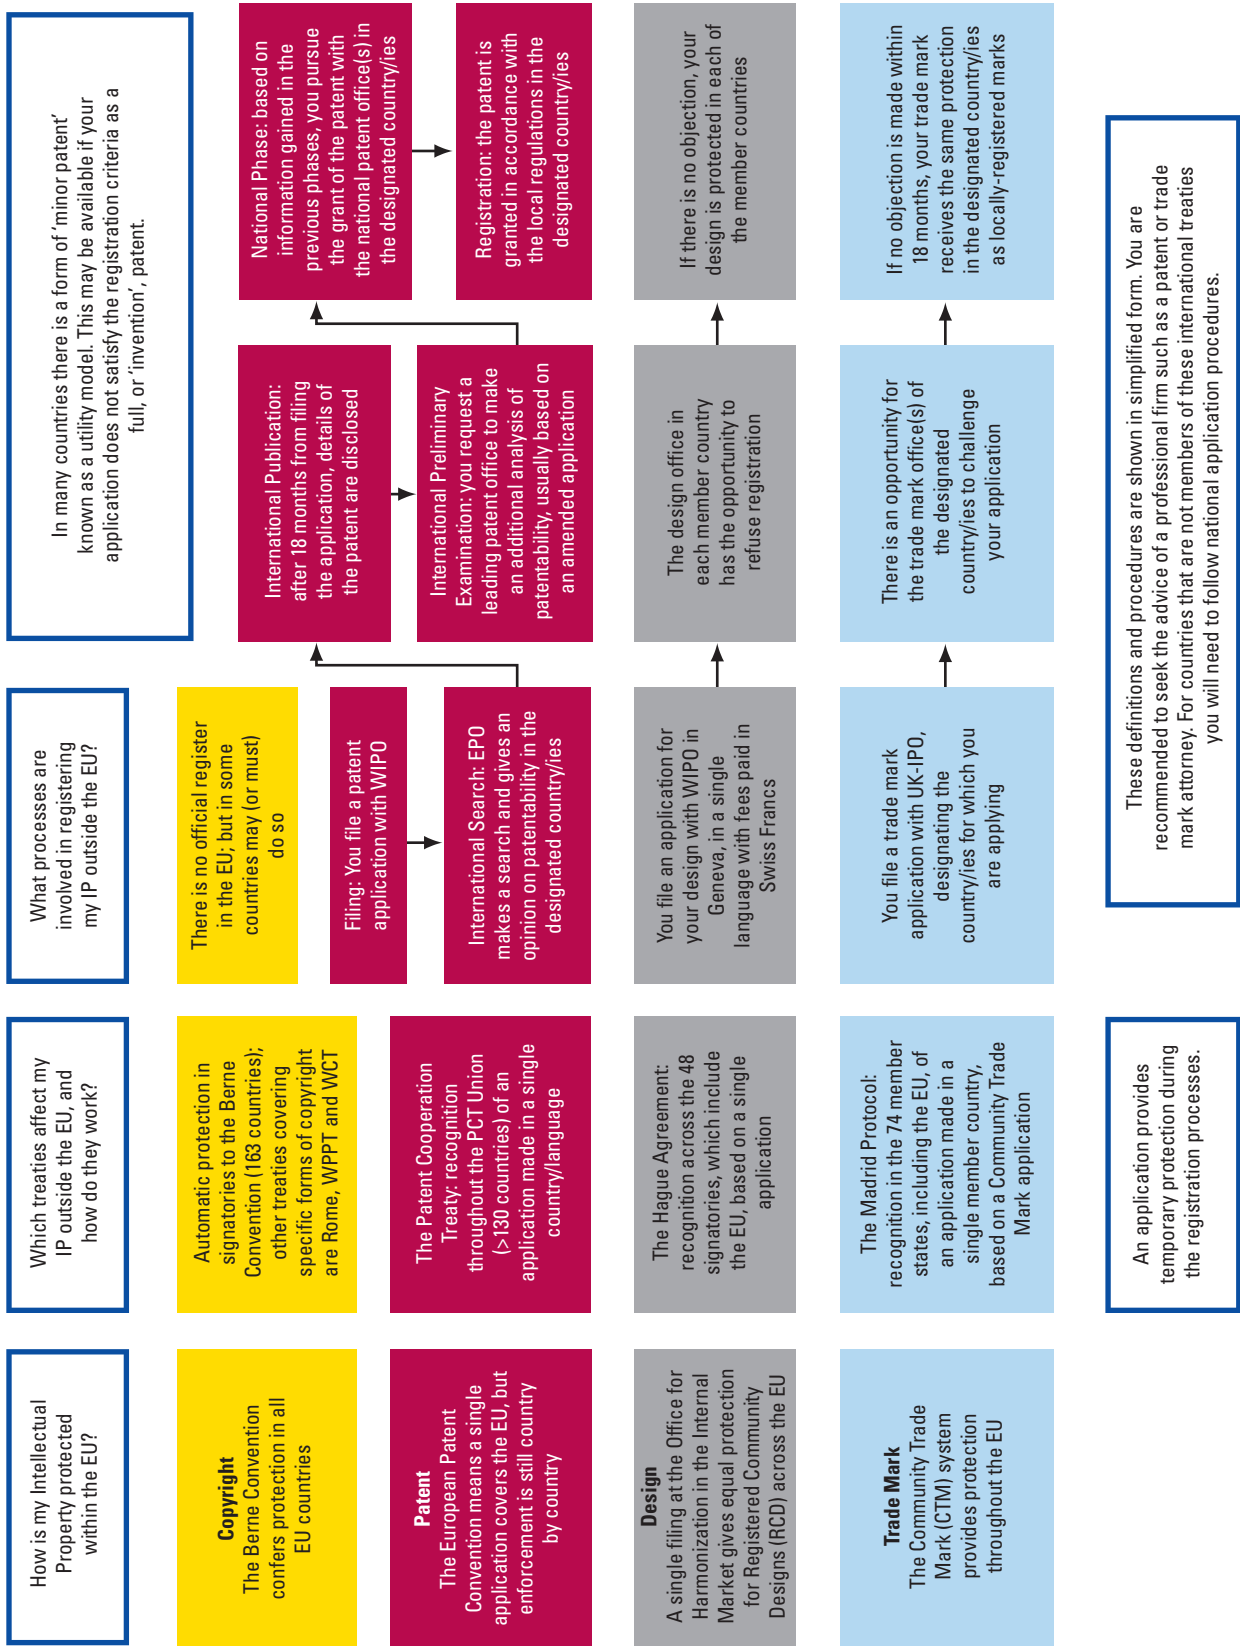 How is my Intellectual
Property protected
within the EU?
Which treaties affect my
IP outside the EU, and
how do they work?
What processes are
involved in registering
my IP outside the EU?
In many countries there is a form of ‘minor patent’
known as a utility model. This may be available if your
application does not satisfy the registration criteria as a
full, or ‘invention’, patent.
Copyright
The Berne Convention
confers protection in all
EU countries
Automatic protection in
signatories to the Berne
Convention (163 countries);
other treaties covering
specific forms of copyright
are Rome, WPPT and WCT
There is no official register
in the EU; but in some
countries may (or must)
do so
Patent
The European Patent
Convention means a single
application covers the EU, but
enforcement is still country
by country
The Patent Cooperation
Treaty: recognition
throughout the PCT Union
(>130 countries) of an
application made in a single
country/language
Filing: You file a patent
application with WIPO
International Search: EPO
makes a search and gives an
opinion on patentability in the
designated country/ies
International Publication:
after 18 months from filing
the application, details of
the patent are disclosed
International Preliminary
Examination: you request a
leading patent office to make
an additional analysis of
patentability, usually based on
an amended application
National Phase: based on
information gained in the
previous phases, you pursue
the grant of the patent with
the national patent office(s) in
the designated country/ies
Registration: the patent is
granted in accordance with
the local regulations in the
designated country/ies
Design
A single filing at the Office for
Harmonization in the Internal
Market gives equal protection
for Registered Community
Designs (RCD) across the EU
The Hague Agreement:
recognition across the 48
signatories, which include
the EU, based on a single
application
You file an application for
your design with WIPO in
Geneva, in a single
language with fees paid in
Swiss Francs
The design office in
each member country
has the opportunity to
refuse registration
If there is no objection, your
design is protected in each of
the member countries
Trade Mark
The Community Trade
Mark (CTM) system
provides protection
throughout the EU
The Madrid Protocol:
recognition in the 74 member
states, including the EU, of
an application made in a
single member country,
based on a Community Trade
Mark application
You file a trade mark
application with UK-IPO,
designating the
country/ies for which you
are applying
There is an opportunity for
the trade mark office(s) of
the designated
country/ies to challenge
your application
If no objection is made within
18 months, your trade mark
receives the same protection
in the designated country/ies
as locally-registered marks
An application provides
temporary protection during
the registration processes.
These definitions and procedures are shown in simplified form. You are
recommended to seek the advice of a professional firm such as a patent or trade
mark attorney. For countries that are not members of these international treaties
you will need to follow national application procedures.